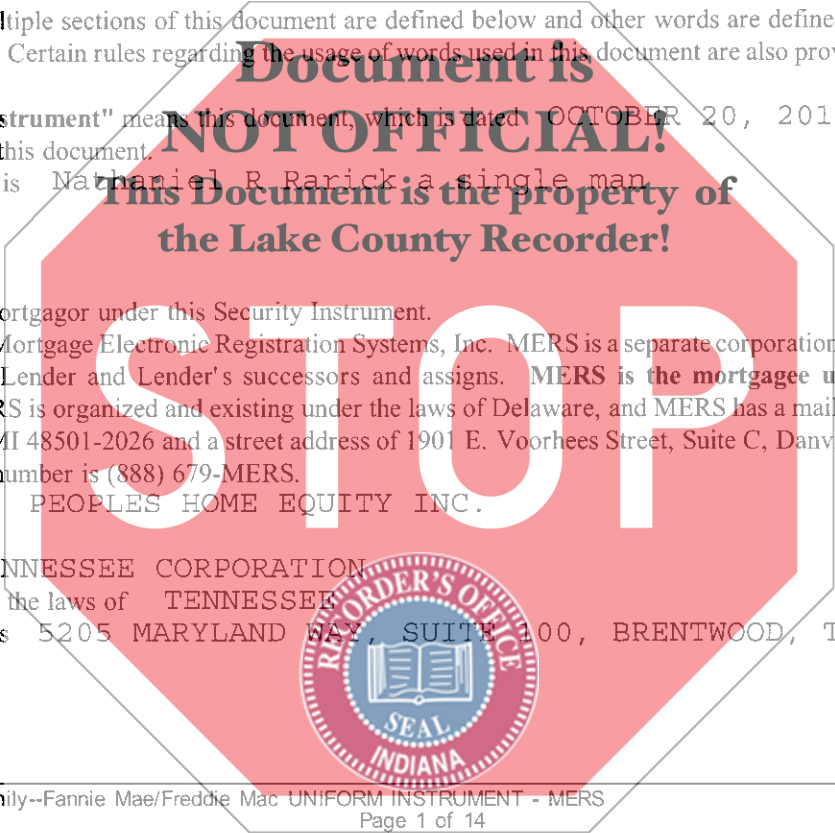 ltiple sections of this document are defined below and other words are define
Certain rules regarding the usage of words used in this document are also prov
Document is
strument" means this document, which is dated OCTOBER 20, 201
NOT OFFICIAL!
this document.
is Nathaniel R Rarick a single man
This Document is the property of
the Lake County Recorder!
ortgagor under this Security Instrument.
Mortgage Electronic Registration Systems, Inc. MERS is a separate corporation
Lender and Lender's successors and assigns. MERS is the mortgagee u
RS is organized and existing under the laws of Delaware, and MERS has a mail
MI 48501-2026 and a street address of 1901 E. Voorhees Street, Suite C, Danv
number is (888) 679-MERS.
STOP
PEOPLES HOME EQUITY INC.
NNESSEE CORPORATION
the laws of TENNESSEE
s 5205 MARYLAND WAY, SUITE 100, BRENTWOOD, T
RECORDER'S OFFICE
SEAL
INDIANA
nily--Fannie Mae/Freddie Mac UNIFORM INSTRUMENT - MERS
Page 1 of 14